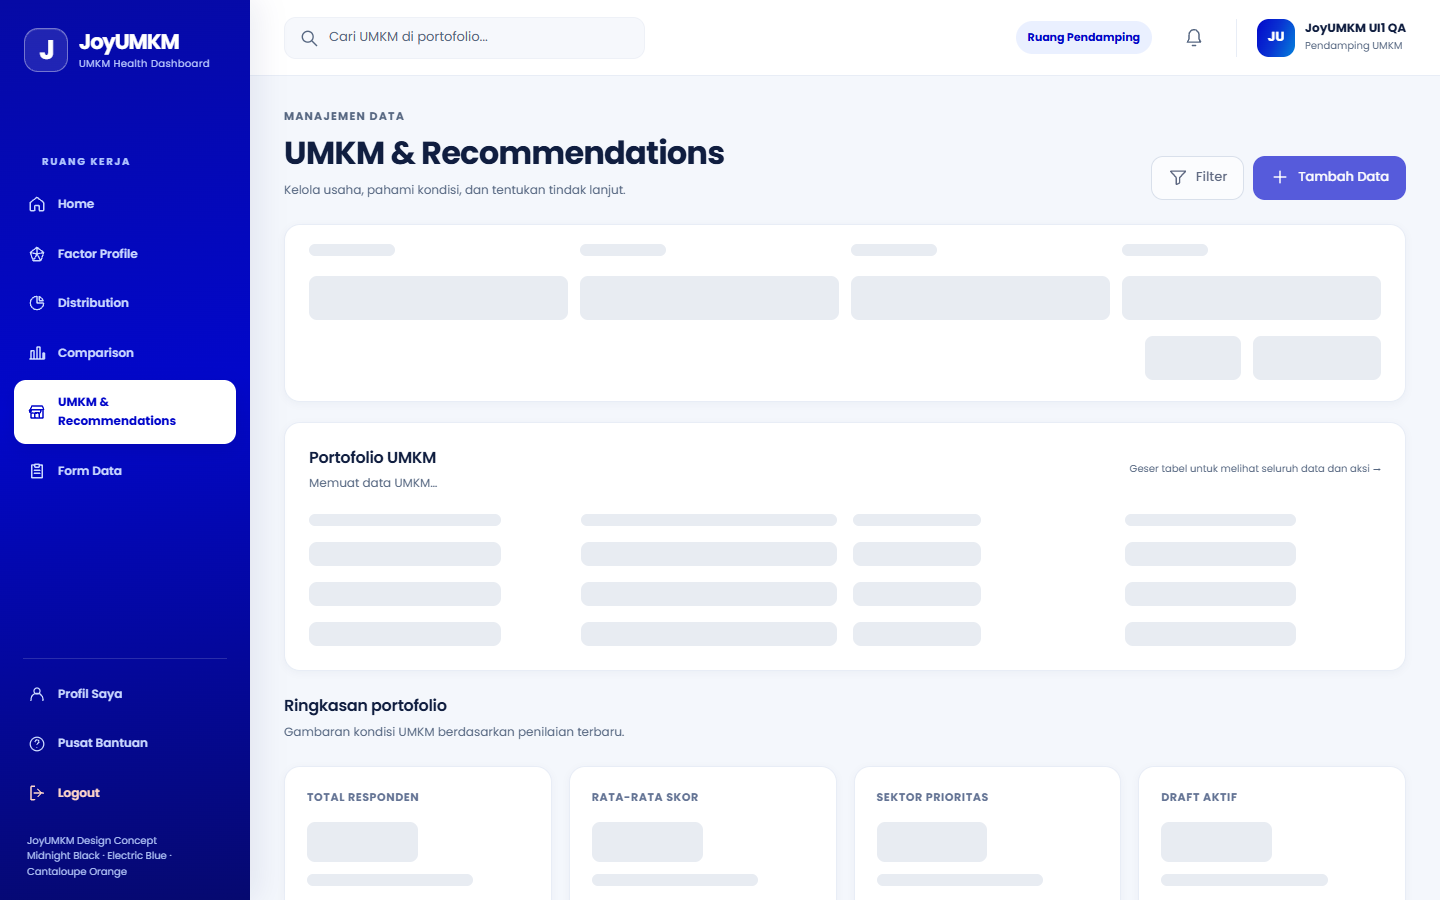 J
JoyUMKM
UMKM Health Dashboard
RUANG KERJA
Home
Factor Profile
Distribution
Comparison
UMKM &
Recommendations
Form Data
Profil Saya
Pusat Bantuan
Logout
JoyUMKM Design Concept
Midnight Black · Electric Blue ·
Cantaloupe Orange
Cari UMKM di portofolio...
Ruang Pendamping
JU
JoyUMKM UI1 QA
Pendamping UMKM
MANAJEMEN DATA
UMKM & Recommendations
Kelola usaha, pahami kondisi, dan tentukan tindak lanjut.
Filter
Tambah Data
Portofolio UMKM
Memuat data UMKM...
Geser tabel untuk melihat seluruh data dan aksi →
Ringkasan portofolio
Gambaran kondisi UMKM berdasarkan penilaian terbaru.
TOTAL RESPONDEN
RATA-RATA SKOR
SEKTOR PRIORITAS
DRAFT AKTIF